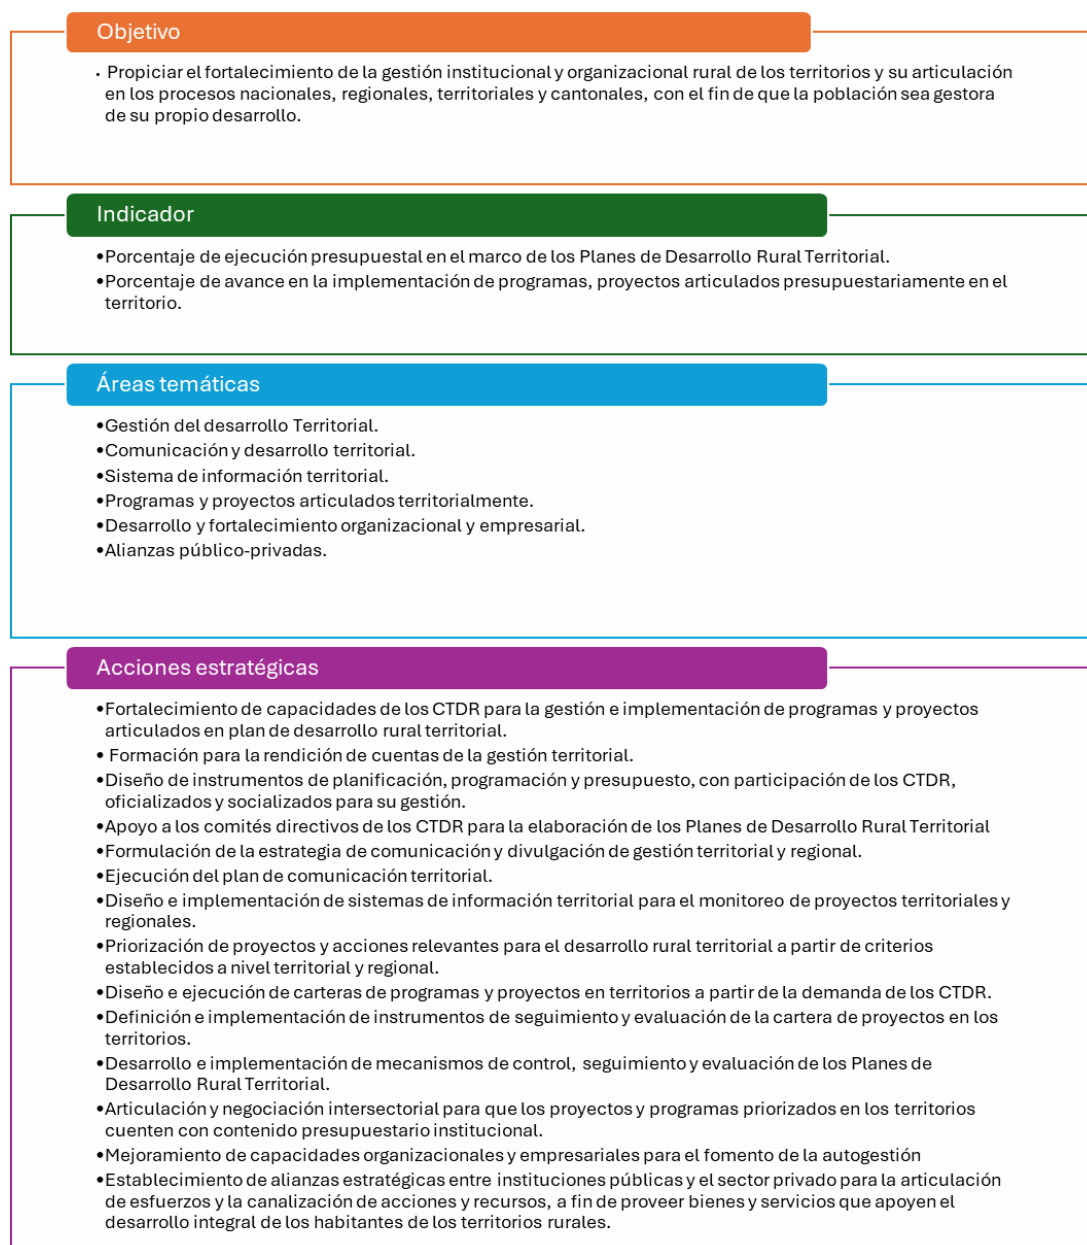 Objetivo
· Propiciar el fortalecimiento de la gestión institucional y organizacional rural de los territorios y su articulación
en los procesos nacionales, regionales, territoriales y cantonales, con el fin de que la población sea gestora
de su propio desarrollo.
Indicador
•Porcentaje de ejecución presupuestal en el marco de los Planes de Desarrollo Rural Territorial.
•Porcentaje de avance en la implementación de programas, proyectos articulados presupuestariamente en el
territorio.
Áreas temáticas
•Gestión del desarrollo Territorial.
•Comunicación y desarrollo territorial.
•Sistema de información territorial.
•Programas y proyectos articulados territorialmente.
•Desarrollo y fortalecimiento organizacional y empresarial.
•Alianzas público-privadas.
Acciones estratégicas
•Fortalecimiento de capacidades de los CTDR para la gestión e implementación de programas y proyectos
articulados en plan de desarrollo rural territorial.
• Formación para la rendición de cuentas de la gestión territorial.
•Diseño de instrumentos de planificación, programación y presupuesto, con participación de los CTDR,
oficializados y socializados para su gestión.
•Apoyo a los comités directivos de los CTDR para la elaboración de los Planes de Desarrollo Rural Territorial
•Formulación de la estrategia de comunicación y divulgación de gestión territorial y regional.
•Ejecución del plan de comunicación territorial.
•Diseño e implementación de sistemas de información territorial para el monitoreo de proyectos territoriales y
regionales.
•Priorización de proyectos y acciones relevantes para el desarrollo rural territorial a partir de criterios
establecidos a nivel territorial y regional.
•Diseño e ejecución de carteras de programas y proyectos en territorios a partir de la demanda de los CTDR.
•Definición e implementación de instrumentos de seguimiento y evaluación de la cartera de proyectos en los
territorios.
•Desarrollo e implementación de mecanismos de control, seguimiento y evaluación de los Planes de
Desarrollo Rural Territorial.
•Articulación y negociación intersectorial para que los proyectos y programas priorizados en los territorios
cuenten con contenido presupuestario institucional.
•Mejoramiento de capacidades organizacionales y empresariales para el fomento de la autogestión
•Establecimiento de alianzas estratégicas entre instituciones públicas y el sector privado para la articulación
de esfuerzos y la canalización de acciones y recursos, a fin de proveer bienes y servicios que apoyen el
desarrollo integral de los habitantes de los territorios rurales.